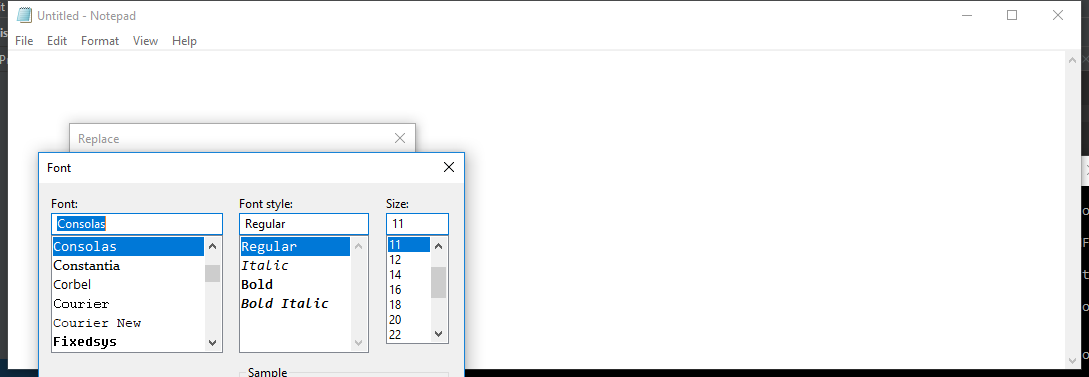 Untitled - Notepad
File Edit Format View Help
Replace
Font
Font: Font style: Size:
Consolas Regular 11
Consolas Regular 11
Constantia Italic 12
Corbel Bold 14
Courier Bold Italic 16
Courier New 18
Fixedsys 20
22
Sample